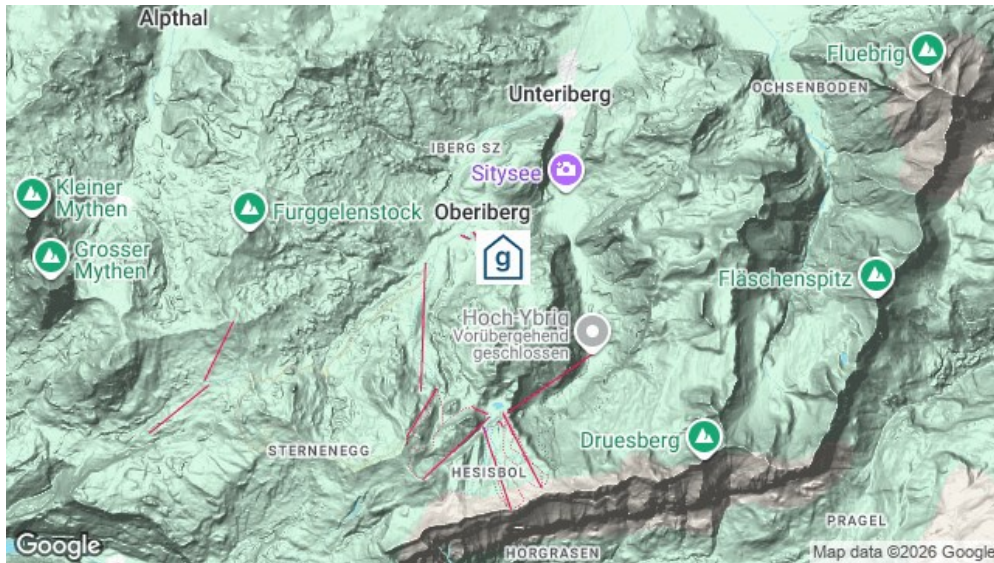 Alpthal
Fluebrig
OCHSENBODEN
Unteriberg
IBERG SZ
Sitysee
Kleiner
Mythen
Furggelenstock
Oberiberg
Grosser
Mythen
g
Fläschenspitz
Hoch-Ybrig
Vorübergehend
geschlossen
Druesberg
STERNENEGG
HESISBOL
PRAGEL
HORGRASEN
Google
Map data ©2026 Google